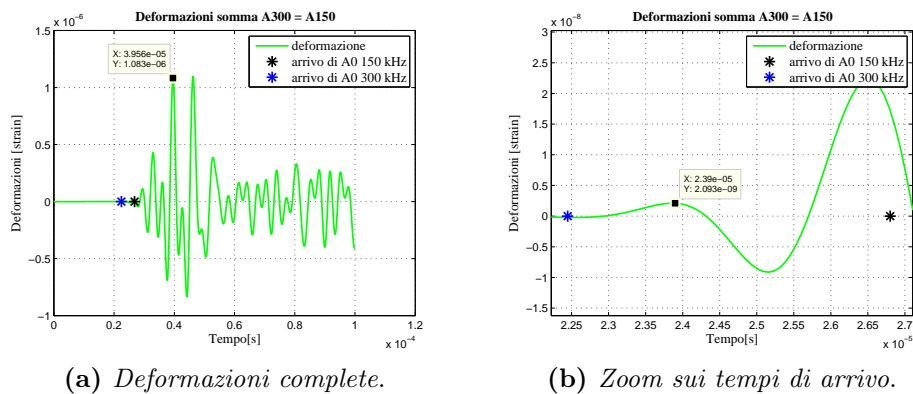 Deformazioni somma A300 = A150
x 10^-6
1.5
1
0.5
0
−0.5
−1
Deformazioni [strain]
X: 3.956e−05
Y: 1.083e−06
deformazione
arrivo di A0 150 kHz
arrivo di A0 300 kHz
0 0.2 0.4 0.6 0.8 1 1.2
Tempo[s]
x 10^-4
(a) Deformazioni complete.
Deformazioni somma A300 = A150
x 10^-8
3
2.5
2
1.5
1
0.5
0
−0.5
−1
−1.5
Deformazioni [strain]
deformazione
arrivo di A0 150 kHz
arrivo di A0 300 kHz
X: 2.39e−05
Y: 2.093e−09
2.25 2.3 2.35 2.4 2.45 2.5 2.55 2.6 2.65 2.7
Tempo[s]
x 10^-5
(b) Zoom sui tempi di arrivo.